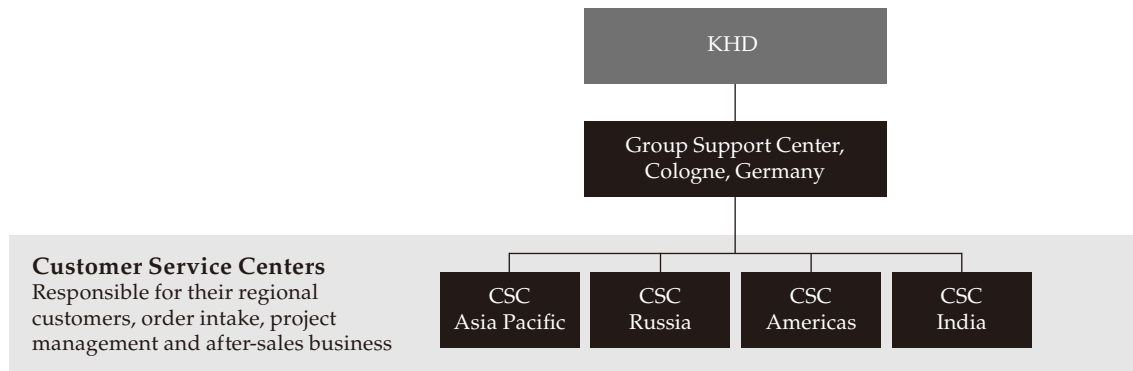 KHD
Group Support Center,
Cologne, Germany
Customer Service Centers
Responsible for their regional
customers, order intake, project
management and after-sales business
CSC
Asia Pacific
CSC
Russia
CSC
Americas
CSC
India